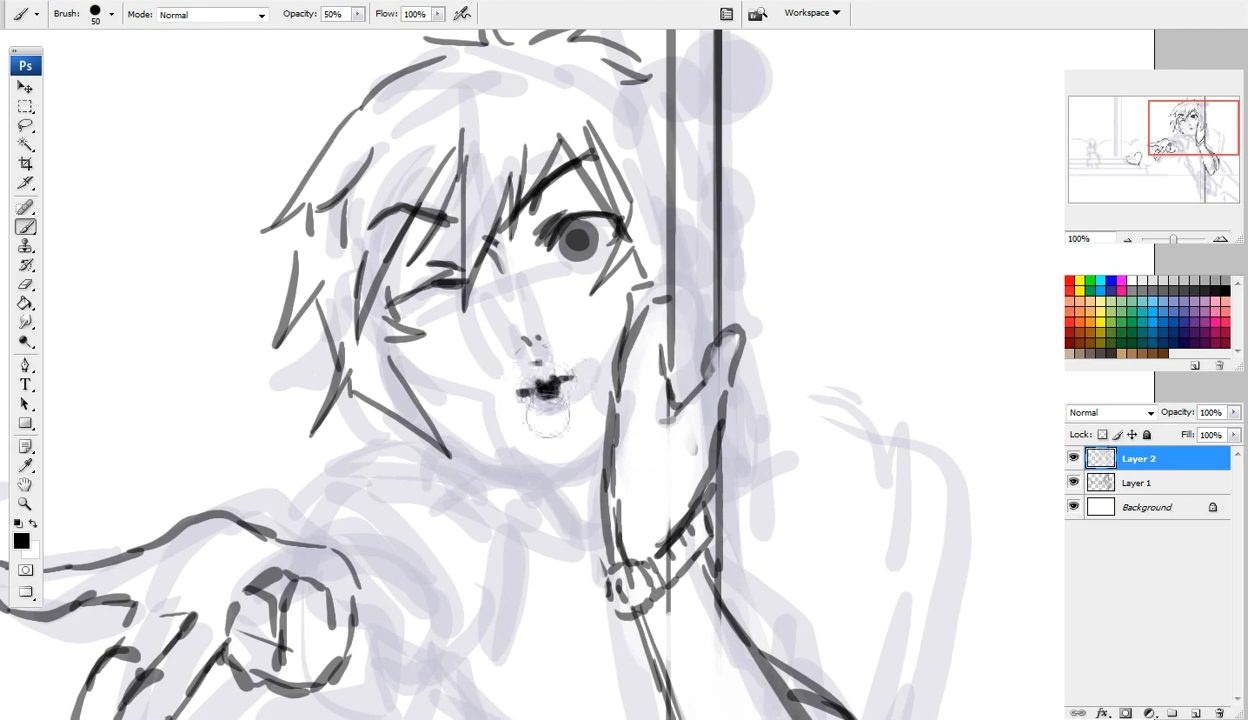 Brush: 50 Mode: Normal Opacity: 50% Flow: 100% Workspace
Ps
T
100%
Normal Opacity: 100%
Lock: Fill: 100%
Layer 2
Layer 1
Background
fx